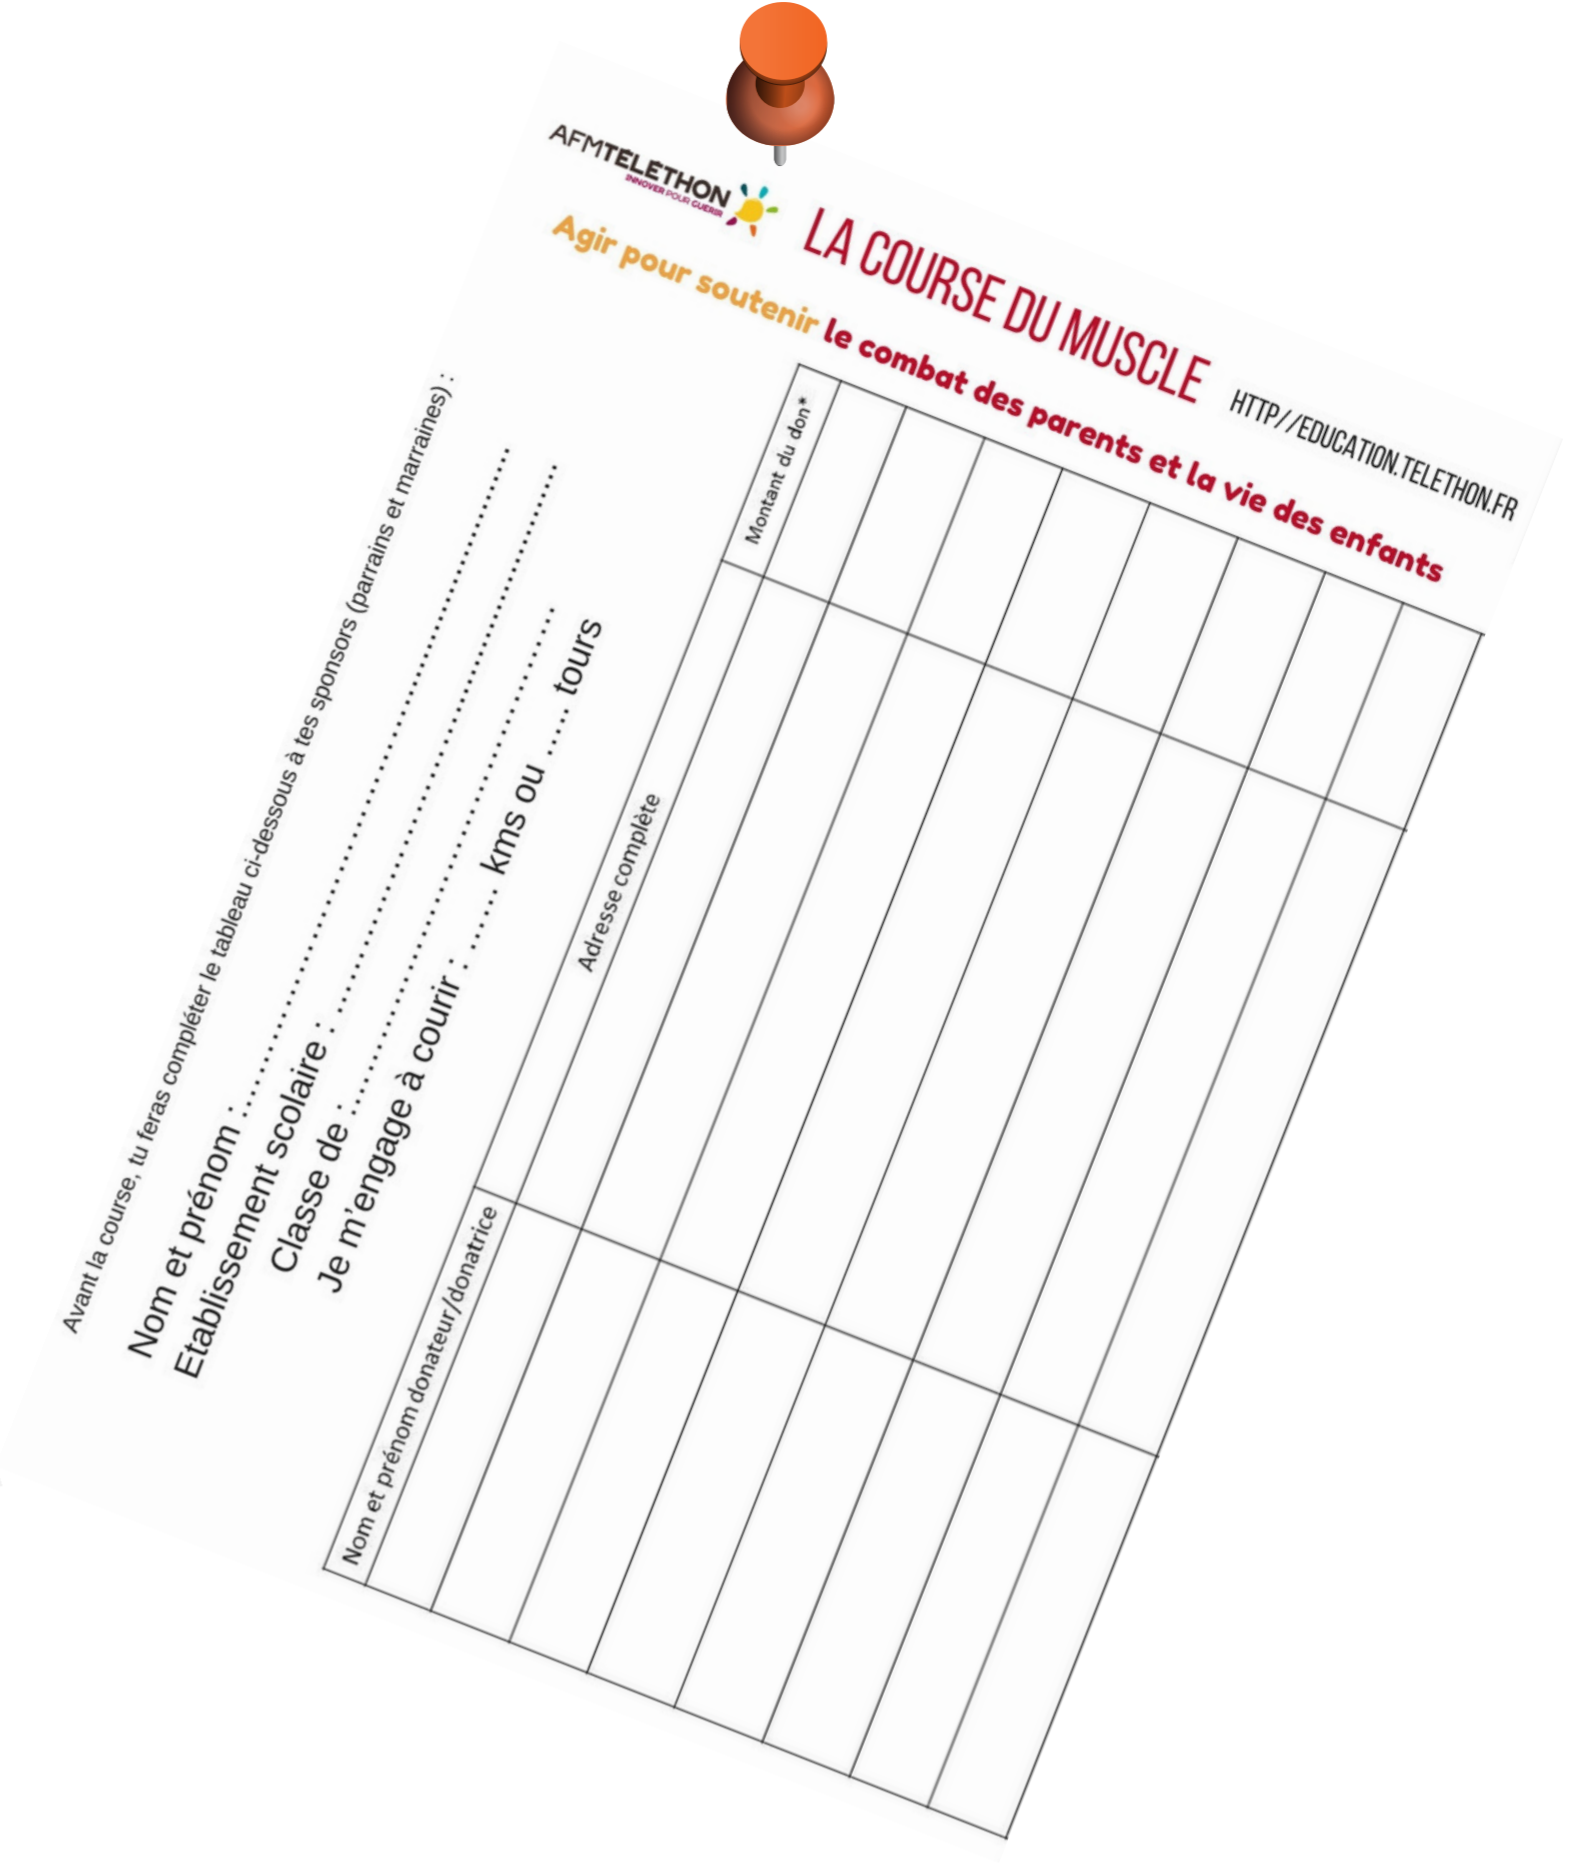 AFMTÉLÉTHON
INNOVER POUR GUÉRIR
LA COURSE DU MUSCLE
HTTP//EDUCATION.TELETHON.FR
Agir pour soutenir le combat des parents et la vie des enfants
Avant la course, tu feras compléter le tableau ci-dessous à tes sponsors (parrains et marraines) :
Nom et prénom :................................................................
Etablissement scolaire : ................................................................
Classe de :................................................................
Je m'engage à courir : ....... kms ou ..... tours
Nom et prénom donateur/donatrice
Adresse complète
Montant du don*